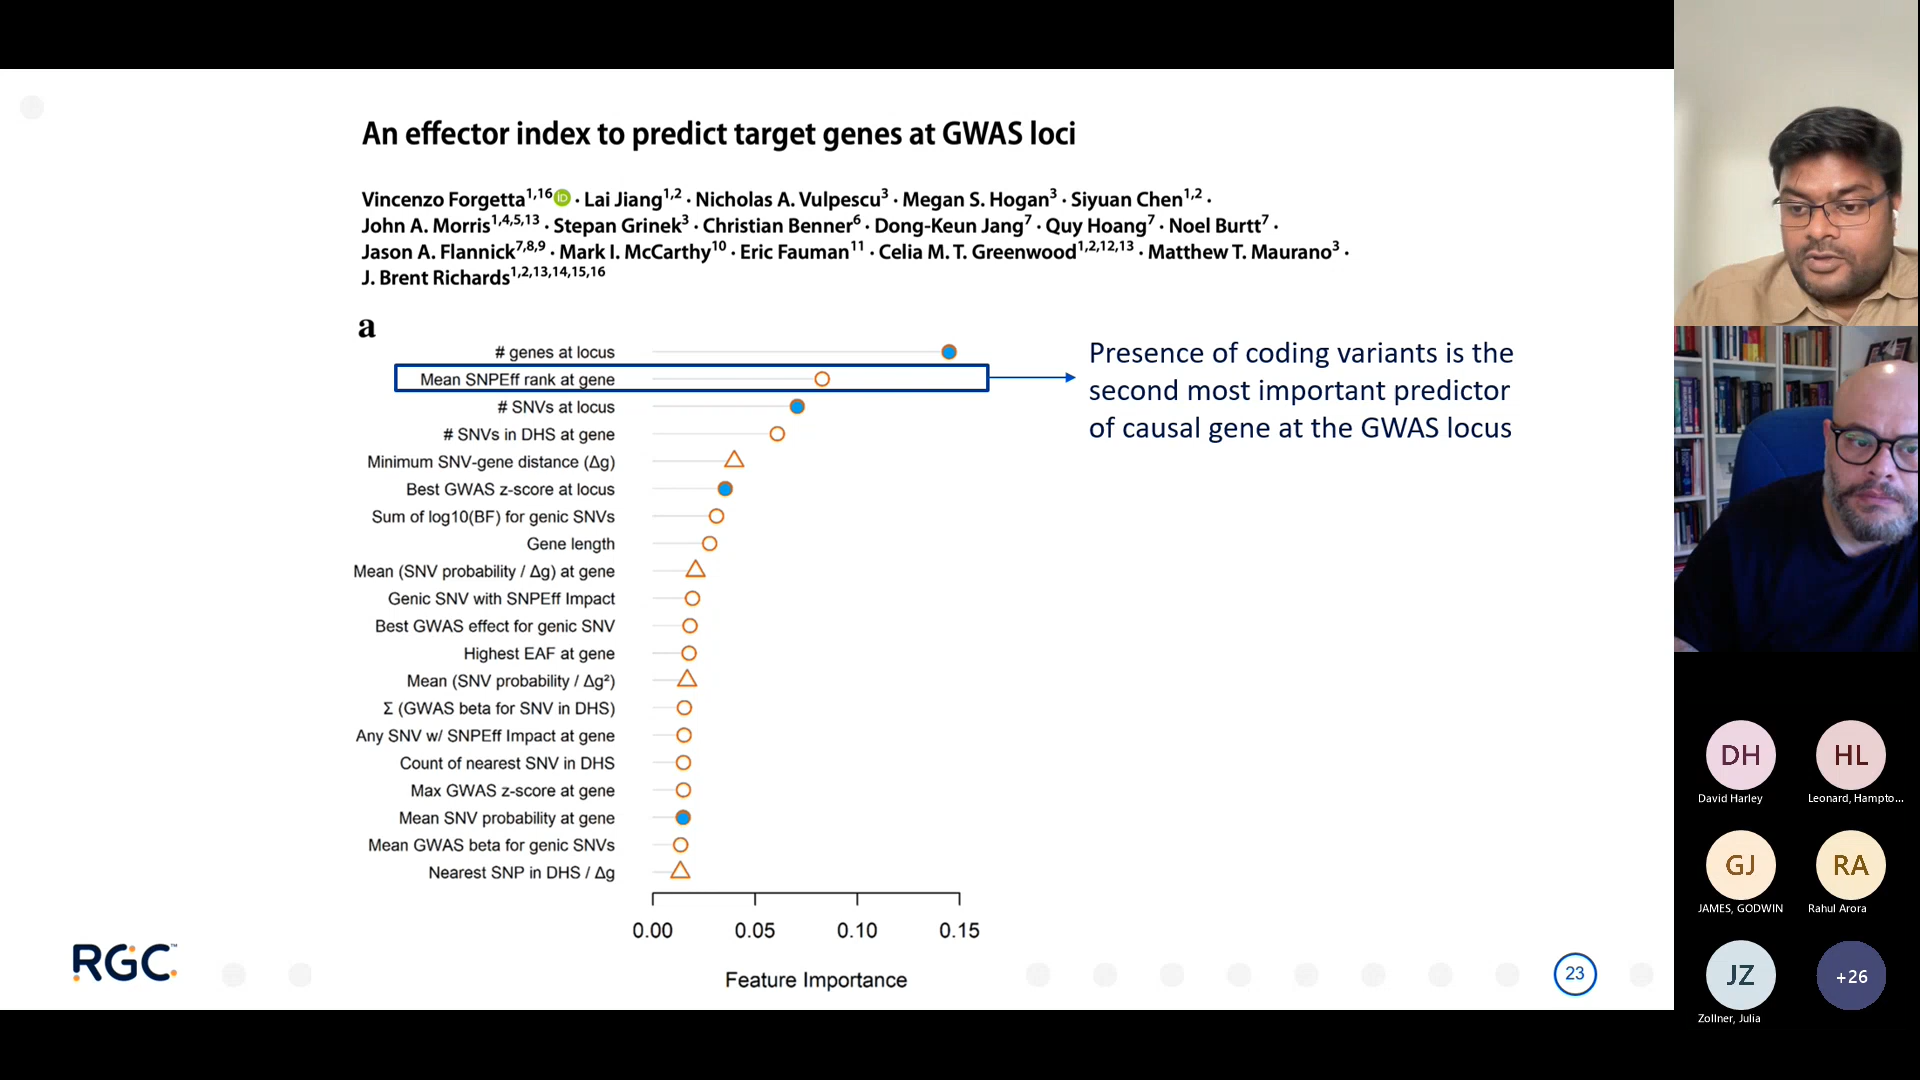 An effector index to predict target genes at GWAS loci
Vincenzo Forgetta1,16 iD · Lai Jiang1,2 · Nicholas A. Vulpescu3 · Megan S. Hogan3 · Siyuan Chen1,2 ·
John A. Morris1,4,5,13 · Stepan Grinek3 · Christian Benner6 · Dong-Keun Jang7 · Quy Hoang7 · Noel Burtt7 ·
Jason A. Flannick7,8,9 · Mark I. McCarthy10 · Eric Fauman11 · Celia M. T. Greenwood1,2,12,13 · Matthew T. Maurano3 ·
J. Brent Richards1,2,13,14,15,16
a
# genes at locus
Mean SNPEff rank at gene
# SNVs at locus
# SNVs in DHS at gene
Minimum SNV-gene distance (Δg)
Best GWAS z-score at locus
Sum of log10(BF) for genic SNVs
Gene length
Mean (SNV probability / Δg) at gene
Genic SNV with SNPEff Impact
Best GWAS effect for genic SNV
Highest EAF at gene
Mean (SNV probability / Δg²)
Σ (GWAS beta for SNV in DHS)
Any SNV w/ SNPEff Impact at gene
Count of nearest SNV in DHS
Max GWAS z-score at gene
Mean SNV probability at gene
Mean GWAS beta for genic SNVs
Nearest SNP in DHS / Δg
0.00 0.05 0.10 0.15
Feature Importance
Presence of coding variants is the
second most important predictor
of causal gene at the GWAS locus
RGC™
23
DH HL
David Harley Leonard, Hampto...
GJ RA
JAMES, GODWIN Rahul Arora
JZ +26
Zollner, Julia